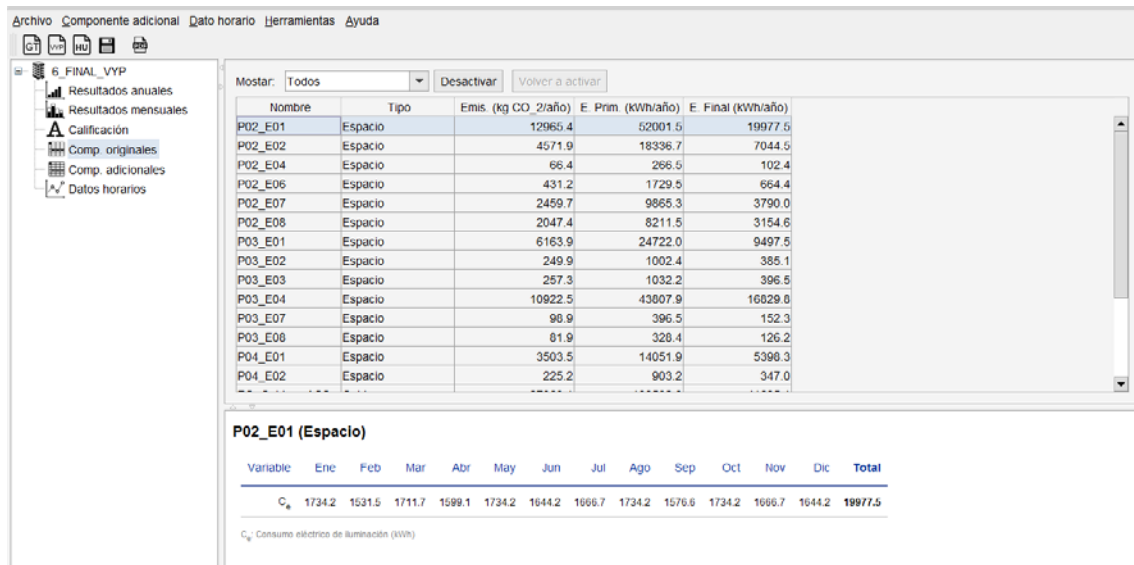 Archivo Componente adicional Dato horario Herramientas Ayuda
GT VYP HU PDF
6_FINAL_VYP
Resultados anuales
Resultados mensuales
Calificación
Comp. originales
Comp. adicionales
Datos horarios
Mostar: Todos Desactivar Volver a activar
Nombre Tipo Emis. (kg CO_2/año) E. Prim. (kWh/año) E. Final (kWh/año)
P02_E01 Espacio 12965.4 52001.5 19977.5
P02_E02 Espacio 4571.9 18336.7 7044.5
P02_E04 Espacio 66.4 266.5 102.4
P02_E06 Espacio 431.2 1729.5 664.4
P02_E07 Espacio 2459.7 9865.3 3790.0
P02_E08 Espacio 2047.4 8211.5 3154.6
P03_E01 Espacio 6163.9 24722.0 9497.5
P03_E02 Espacio 249.9 1002.4 385.1
P03_E03 Espacio 257.3 1032.2 396.5
P03_E04 Espacio 10922.5 43807.9 16829.8
P03_E07 Espacio 98.9 396.5 152.3
P03_E08 Espacio 81.9 328.4 126.2
P04_E01 Espacio 3503.5 14051.9 5398.3
P04_E02 Espacio 225.2 903.2 347.0
P02_E01 (Espacio)
Variable Ene Feb Mar Abr May Jun Jul Ago Sep Oct Nov Dic Total
Ce 1734.2 1531.5 1711.7 1599.1 1734.2 1644.2 1666.7 1734.2 1576.6 1734.2 1666.7 1644.2 19977.5
Ce: Consumo eléctrico de iluminación (kWh)